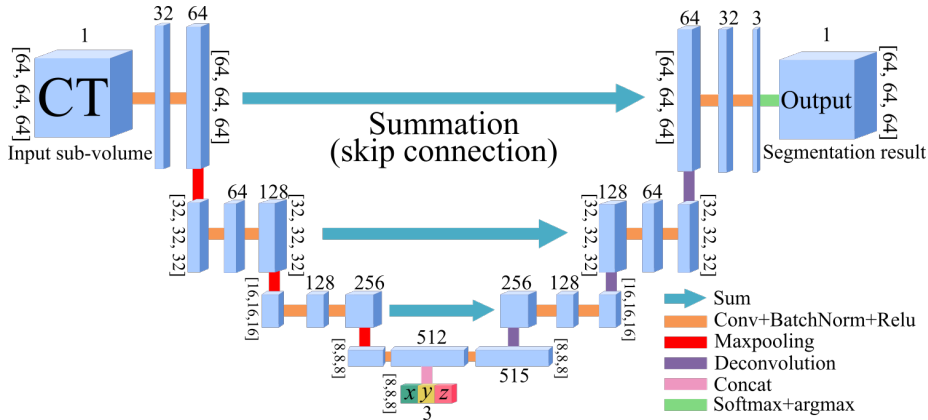 1
32
64
[64, 64, 64, 64]
CT
[64, 64, 64, 64]
Input sub-volume
Summation
(skip connection)
64
32
3
1
[64, 64, 64, 64]
Output
Segmentation result
[32, 32, 32, 32]
64
128
[32, 32, 32, 32]
128
64
[32, 32, 32, 32]
[32, 32, 32, 32]
[16,16,16]
128
256
256
128
[16,16,16]
[8,8,8]
512
515
[8,8,8]
[8,8,8]
x y z
3
Sum
Conv+BatchNorm+Relu
Maxpooling
Deconvolution
Concat
Softmax+argmax